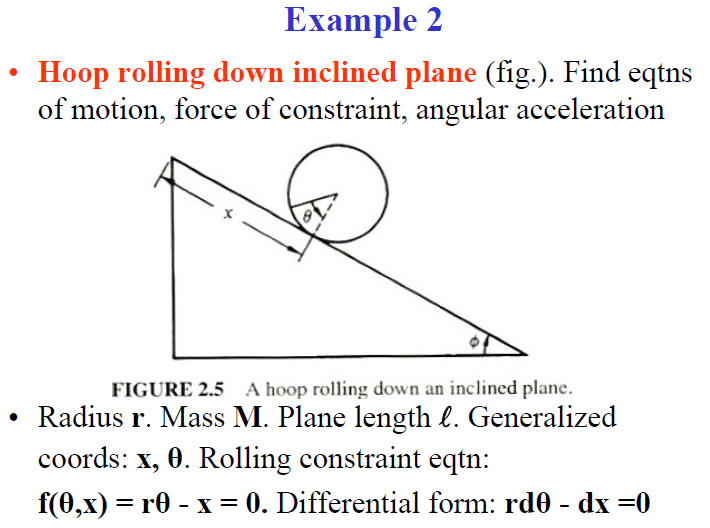 Example 2
• Hoop rolling down inclined plane (fig.). Find eqtns
of motion, force of constraint, angular acceleration
x
θ
ϕ
FIGURE 2.5 A hoop rolling down an inclined plane.
• Radius r. Mass M. Plane length ℓ. Generalized
coords: x, θ. Rolling constraint eqtn:
f(θ,x) = rθ - x = 0. Differential form: rdθ - dx =0